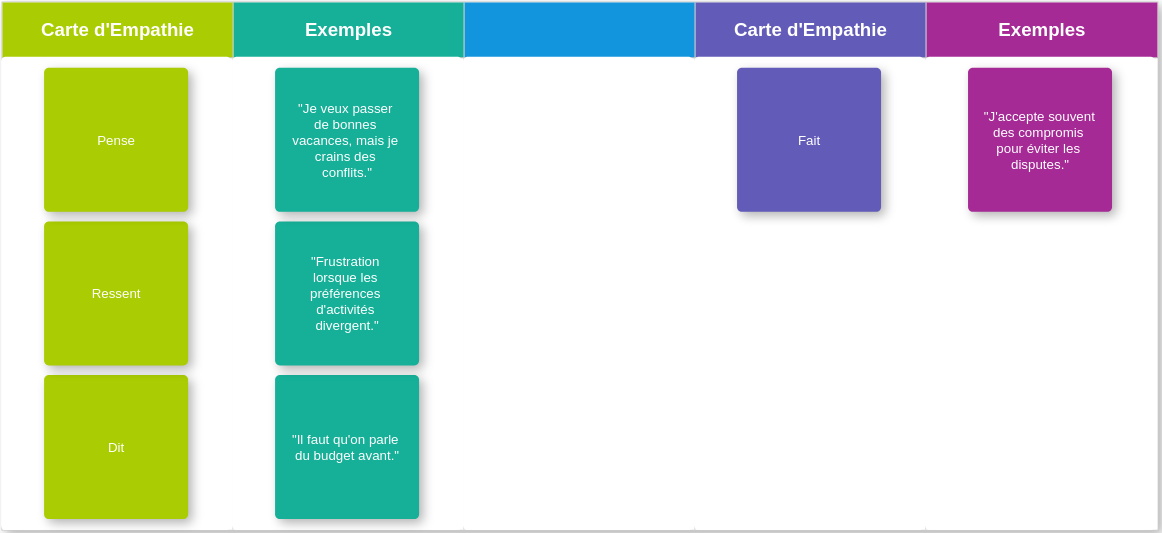 Carte d'Empathie
Exemples
Carte d'Empathie
Exemples
Pense
"Je veux passer
de bonnes
vacances, mais je
crains des
conflits."
Fait
"J'accepte souvent
des compromis
pour éviter les
disputes."
Ressent
"Frustration
lorsque les
préférences
d'activités
divergent."
Dit
"Il faut qu'on parle
du budget avant."